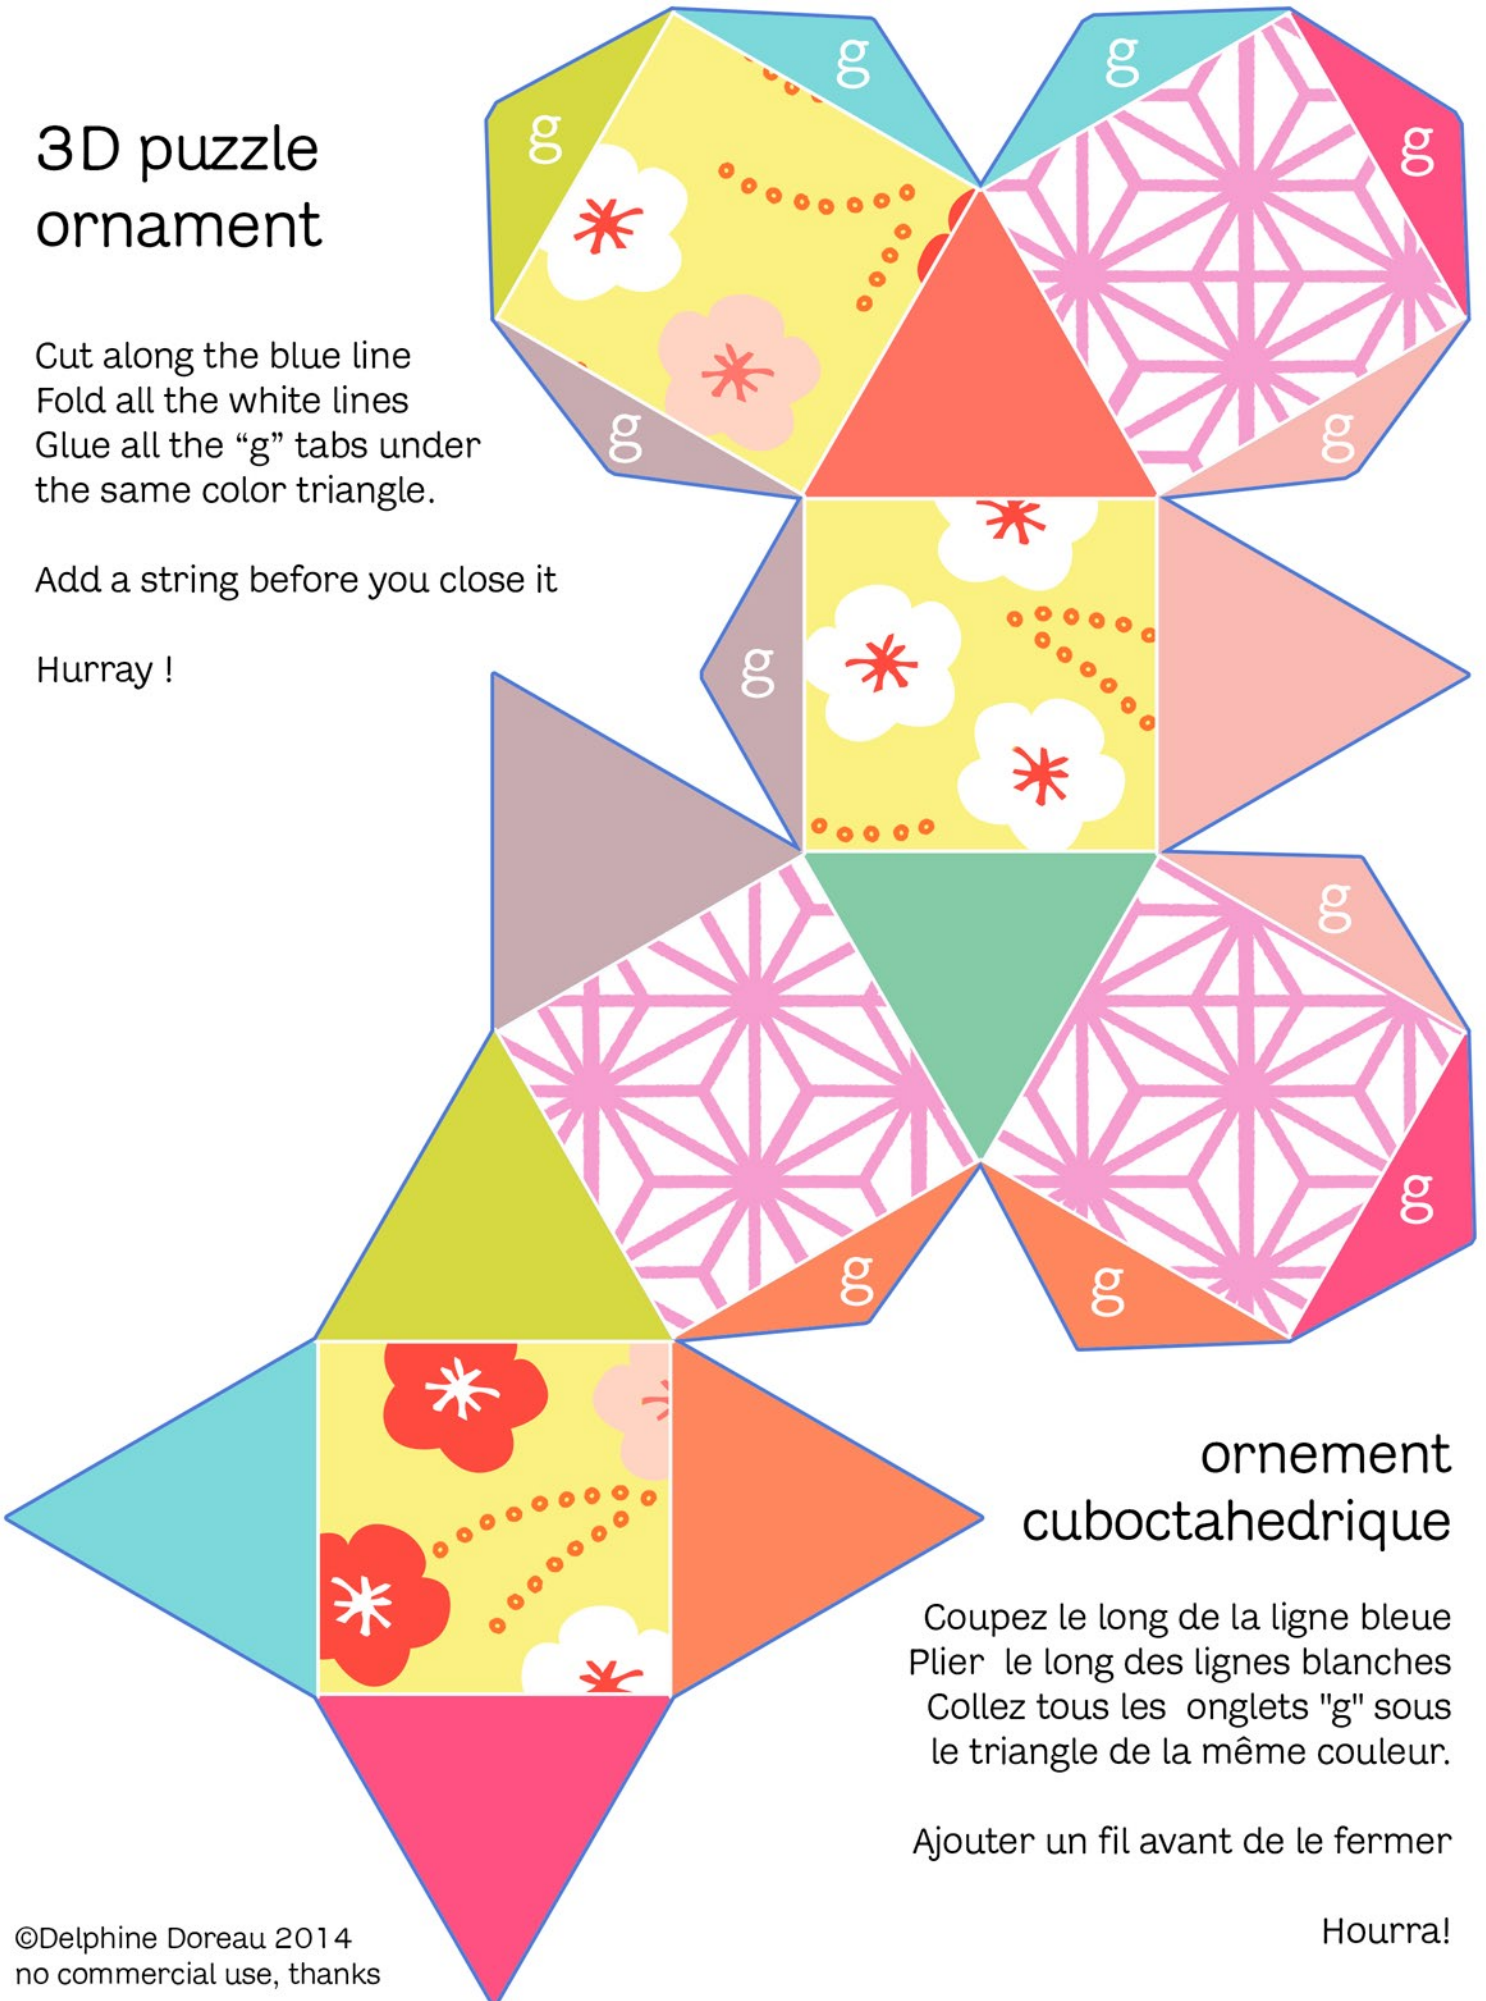 g
g
g
g
3D puzzle
ornament
g
g
Cut along the blue line
Fold all the white lines
Glue all the “g” tabs under
the same color triangle.
Add a string before you close it
Hurray !
g
g
g
g
g
ornement
cuboctahedrique
Coupez le long de la ligne bleue
Plier le long des lignes blanches
Collez tous les onglets "g" sous
le triangle de la même couleur.
Ajouter un fil avant de le fermer
Hourra!
©Delphine Doreau 2014
no commercial use, thanks